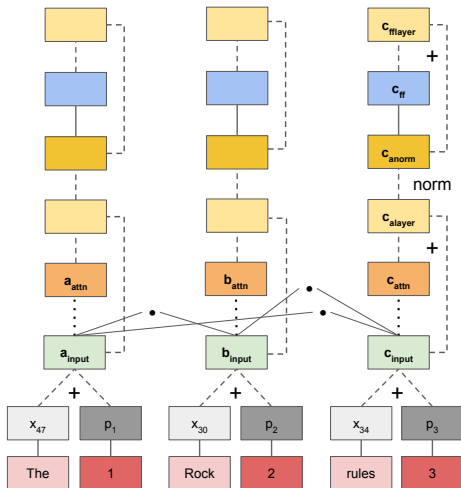 c_fflayer
+
c_ff
c_anorm
norm
c_alayer
+
a_attn b_attn c_attn
a_input b_input c_input
+ + +
x_47 p_1 x_30 p_2 x_34 p_3
The 1 Rock 2 rules 3